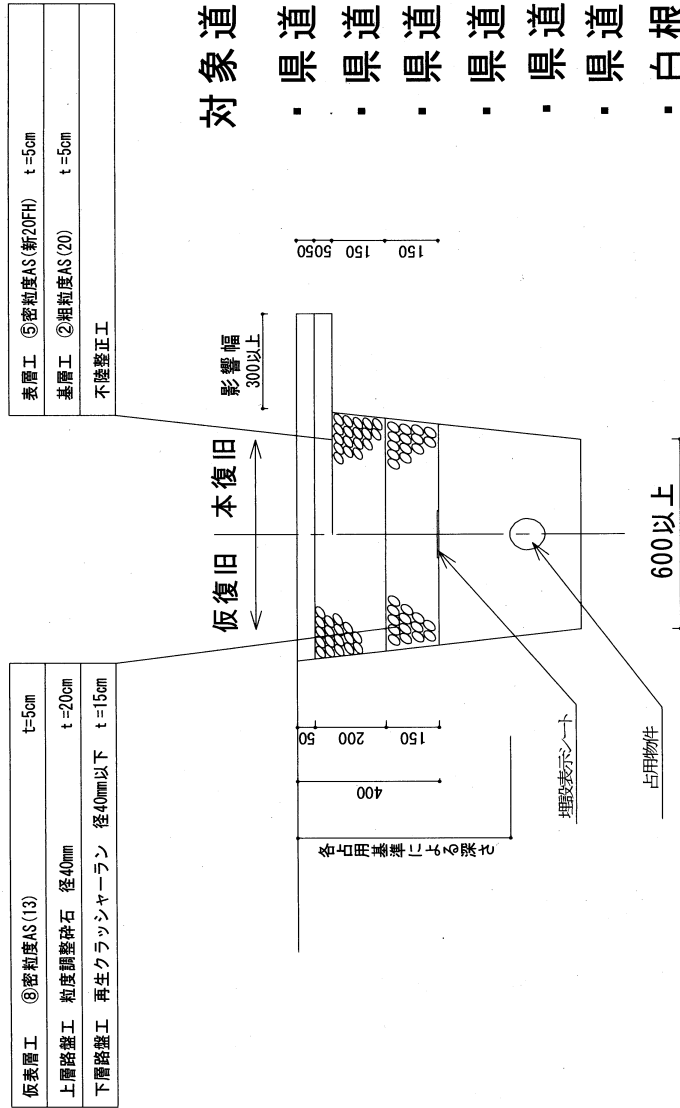 仮表層工 ⑧密粒度AS(13) t=5cm
上層路盤工 粒度調整砕石 径40mm t=20cm
下層路盤工 再生クラッシャーラン 径40mm以下 t=15cm
表層工 ⑤密粒度AS(新20FH) t=5cm
基層工 ②粗粒度AS(20) t=5cm
不陸整正工
仮復旧 本復旧
影響幅
300以上
50
200
150
400
各占用基準による深さ
50
50
150
150
埋設表示シート
占用物件
600以上
対象道
・県道
・県道
・県道
・県道
・県道
・県道
・白根